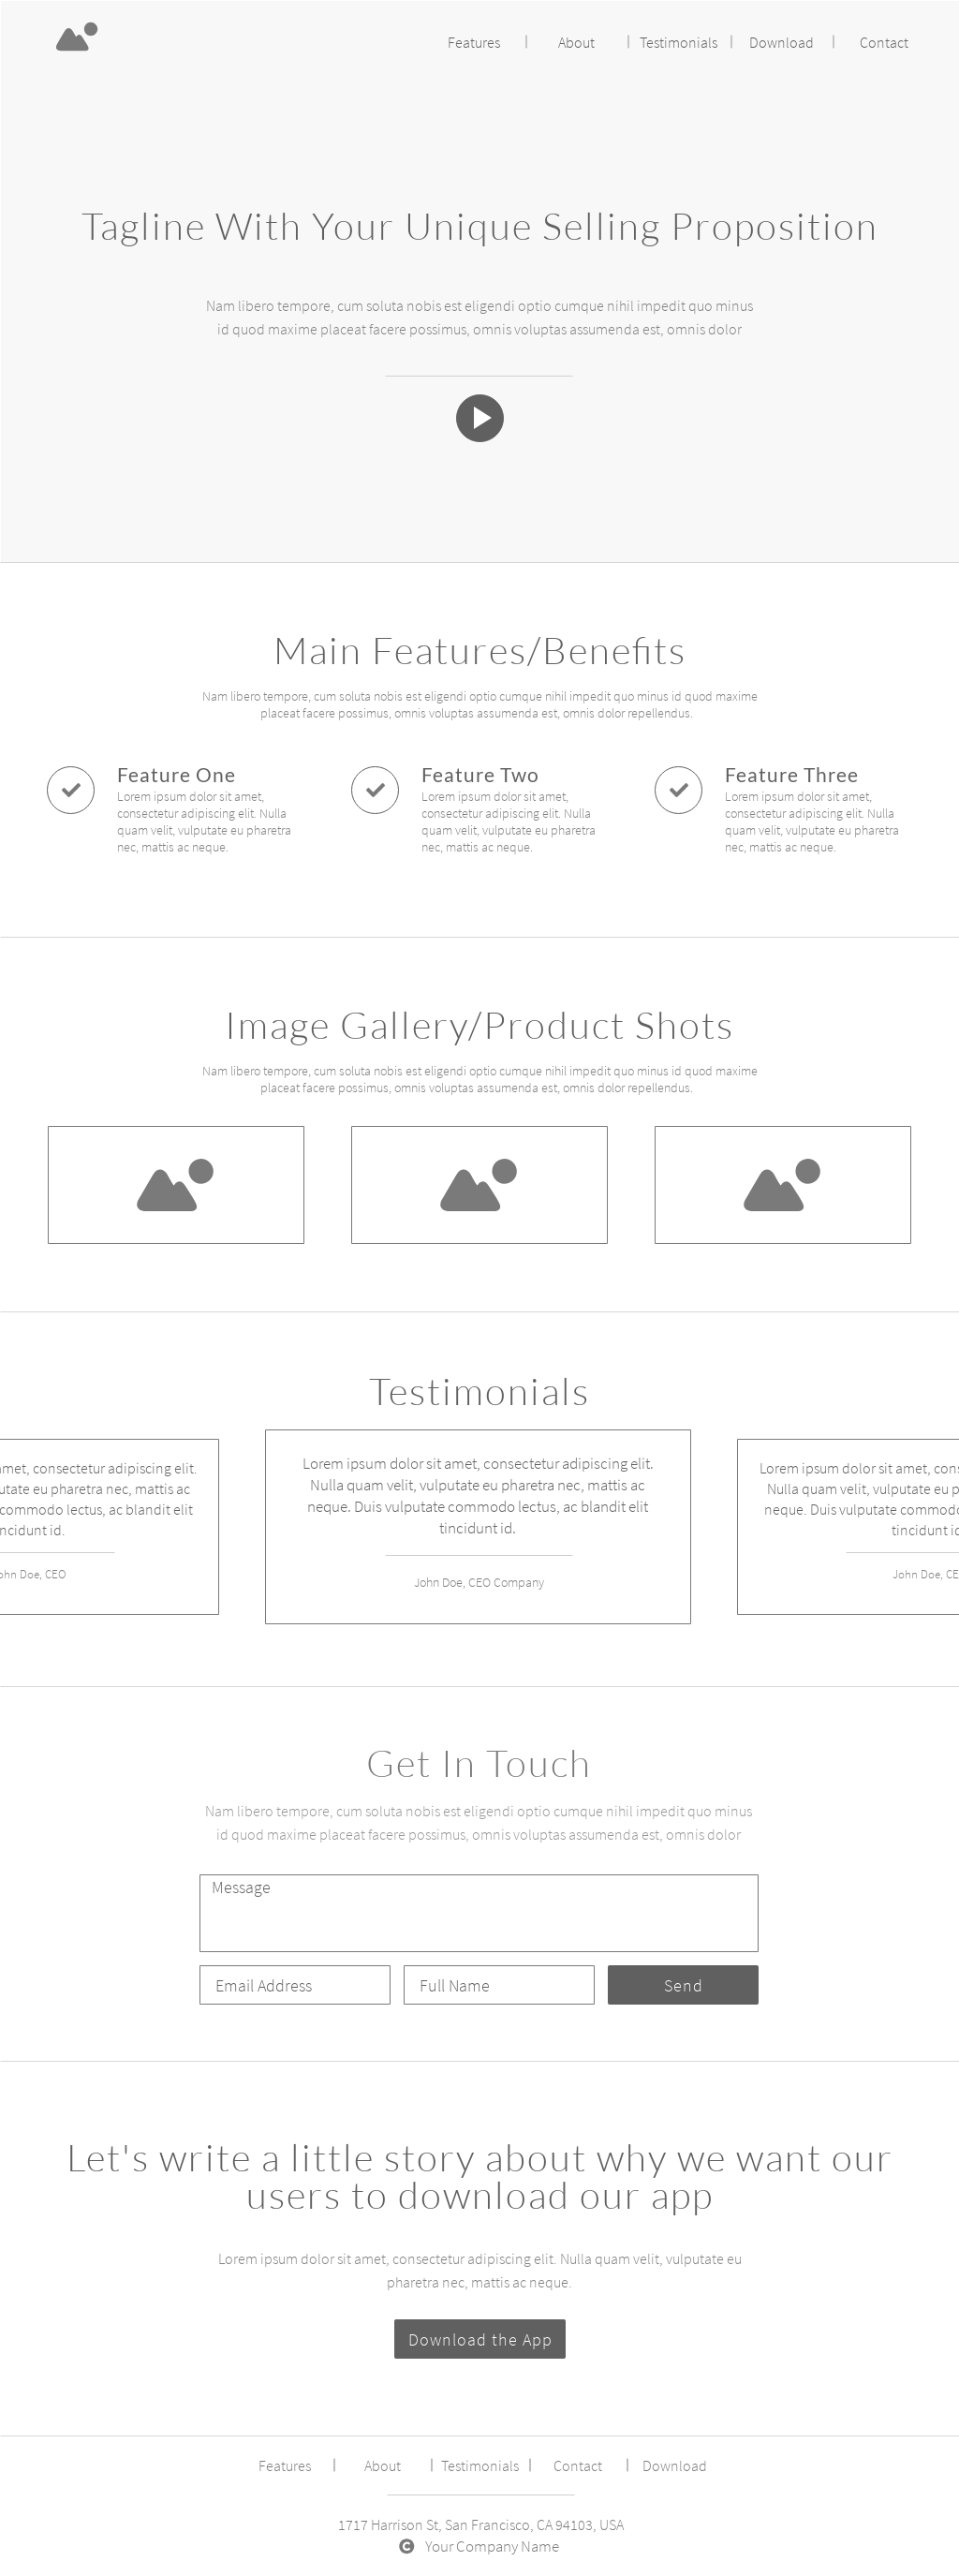 Features | About | Testimonials | Download | Contact
Tagline With Your Unique Selling Proposition
Nam libero tempore, cum soluta nobis est eligendi optio cumque nihil impedit quo minus
id quod maxime placeat facere possimus, omnis voluptas assumenda est, omnis dolor
Main Features/Benefits
Nam libero tempore, cum soluta nobis est eligendi optio cumque nihil impedit quo minus id quod maxime
placeat facere possimus, omnis voluptas assumenda est, omnis dolor repellendus.
Feature One
Lorem ipsum dolor sit amet,
consectetur adipiscing elit. Nulla
quam velit, vulputate eu pharetra
nec, mattis ac neque.
Feature Two
Lorem ipsum dolor sit amet,
consectetur adipiscing elit. Nulla
quam velit, vulputate eu pharetra
nec, mattis ac neque.
Feature Three
Lorem ipsum dolor sit amet,
consectetur adipiscing elit. Nulla
quam velit, vulputate eu pharetra
nec, mattis ac neque.
Image Gallery/Product Shots
Nam libero tempore, cum soluta nobis est eligendi optio cumque nihil impedit quo minus id quod maxime
placeat facere possimus, omnis voluptas assumenda est, omnis dolor repellendus.
Testimonials
consectetur adipiscing elit.
eu pharetra nec, mattis ac
commodo lectus, ac blandit elit
id.
Doe, CEO
Lorem ipsum dolor sit amet, consectetur adipiscing elit.
Nulla quam velit, vulputate eu pharetra nec, mattis ac
neque. Duis vulputate commodo lectus, ac blandit elit
tincidunt id.
John Doe, CEO Company
Lorem ipsum dolor sit amet,
Nulla quam velit, vulputate eu
neque. Duis vulputate
tincidunt
John Doe,
Get In Touch
Nam libero tempore, cum soluta nobis est eligendi optio cumque nihil impedit quo minus
id quod maxime placeat facere possimus, omnis voluptas assumenda est, omnis dolor
Message
Email Address
Full Name
Send
Let's write a little story about why we want our
users to download our app
Lorem ipsum dolor sit amet, consectetur adipiscing elit. Nulla quam velit, vulputate eu
pharetra nec, mattis ac neque.
Download the App
Features | About | Testimonials | Contact | Download
1717 Harrison St, San Francisco, CA 94103, USA
© Your Company Name